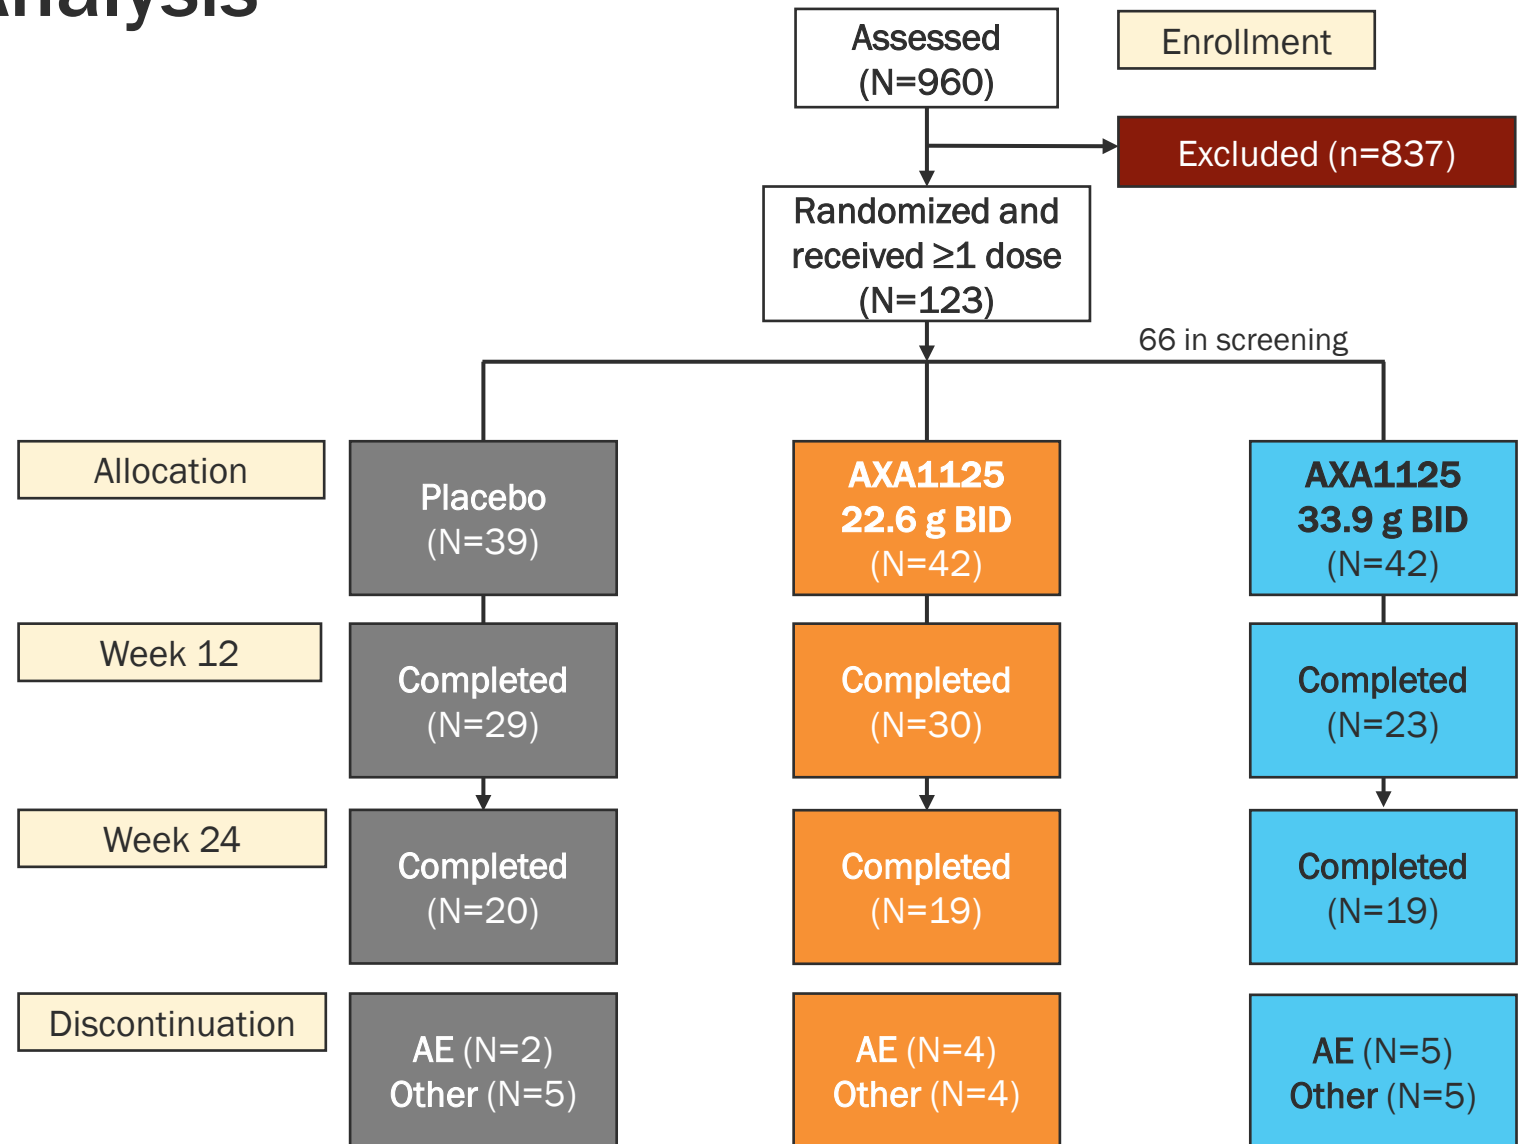 Analysis
Assessed
(N=960)
Enrollment
Excluded (n=837)
Randomized and
received ≥1 dose
(N=123)
66 in screening
Allocation
Placebo
(N=39)
AXA1125
22.6 g BID
(N=42)
AXA1125
33.9 g BID
(N=42)
Week 12
Completed
(N=29)
Completed
(N=30)
Completed
(N=23)
Week 24
Completed
(N=20)
Completed
(N=19)
Completed
(N=19)
Discontinuation
AE (N=2)
Other (N=5)
AE (N=4)
Other (N=4)
AE (N=5)
Other (N=5)